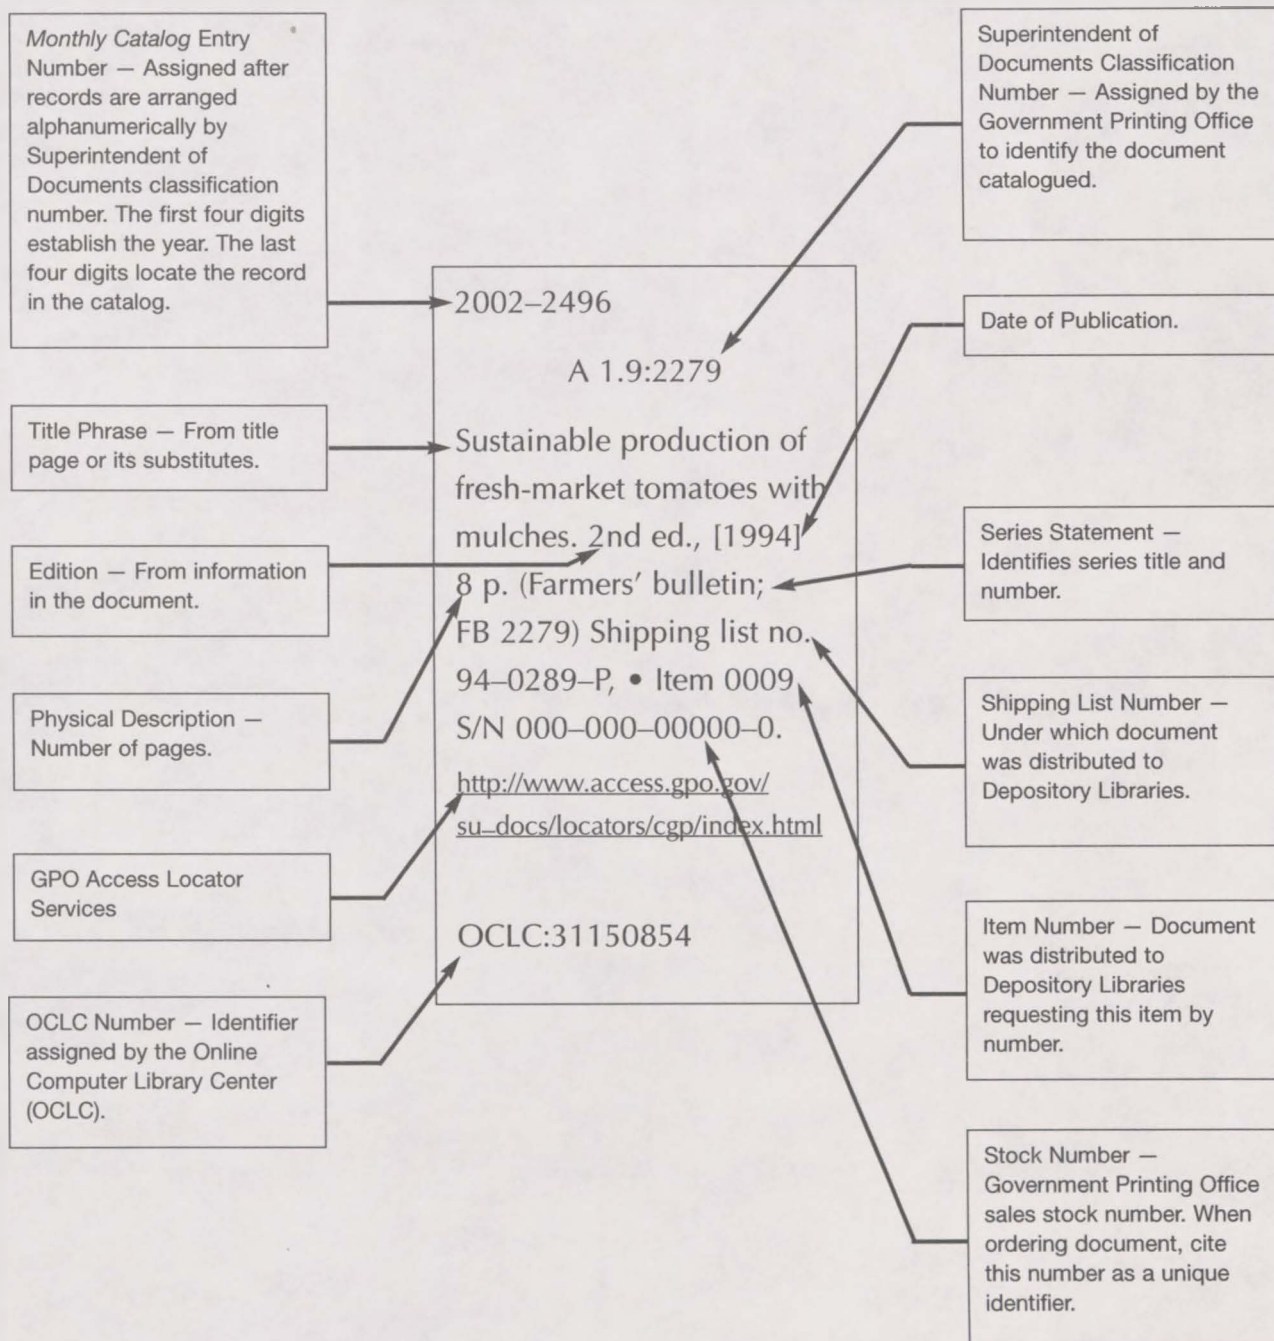 Monthly Catalog Entry
Number — Assigned after
records are arranged
alphanumerically by
Superintendent of
Documents classification
number. The first four digits
establish the year. The last
four digits locate the record
in the catalog.
Title Phrase — From title
page or its substitutes.
Edition — From information
in the document.
Physical Description —
Number of pages.
GPO Access Locator
Services
OCLC Number — Identifier
assigned by the Online
Computer Library Center
(OCLC).
2002–2496
A 1.9:2279
Sustainable production of
fresh-market tomatoes with
mulches. 2nd ed., [1994]
8 p. (Farmers’ bulletin;
FB 2279) Shipping list no.
94–0289–P, • Item 0009
S/N 000–000–00000–0.
http://www.access.gpo.gov/
su_docs/locators/cgp/index.html
OCLC:31150854
Superintendent of
Documents Classification
Number — Assigned by the
Government Printing Office
to identify the document
catalogued.
Date of Publication.
Series Statement —
Identifies series title and
number.
Shipping List Number —
Under which document
was distributed to
Depository Libraries.
Item Number — Document
was distributed to
Depository Libraries
requesting this item by
number.
Stock Number —
Government Printing Office
sales stock number. When
ordering document, cite
this number as a unique
identifier.